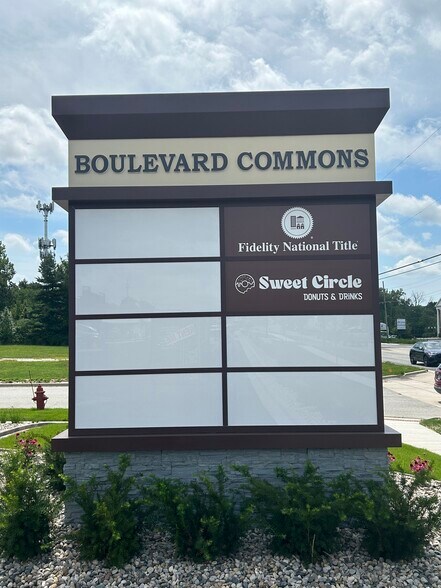 BOULEVARD COMMONS
Fidelity National Title®
Sweet Circle
DONUTS & DRINKS